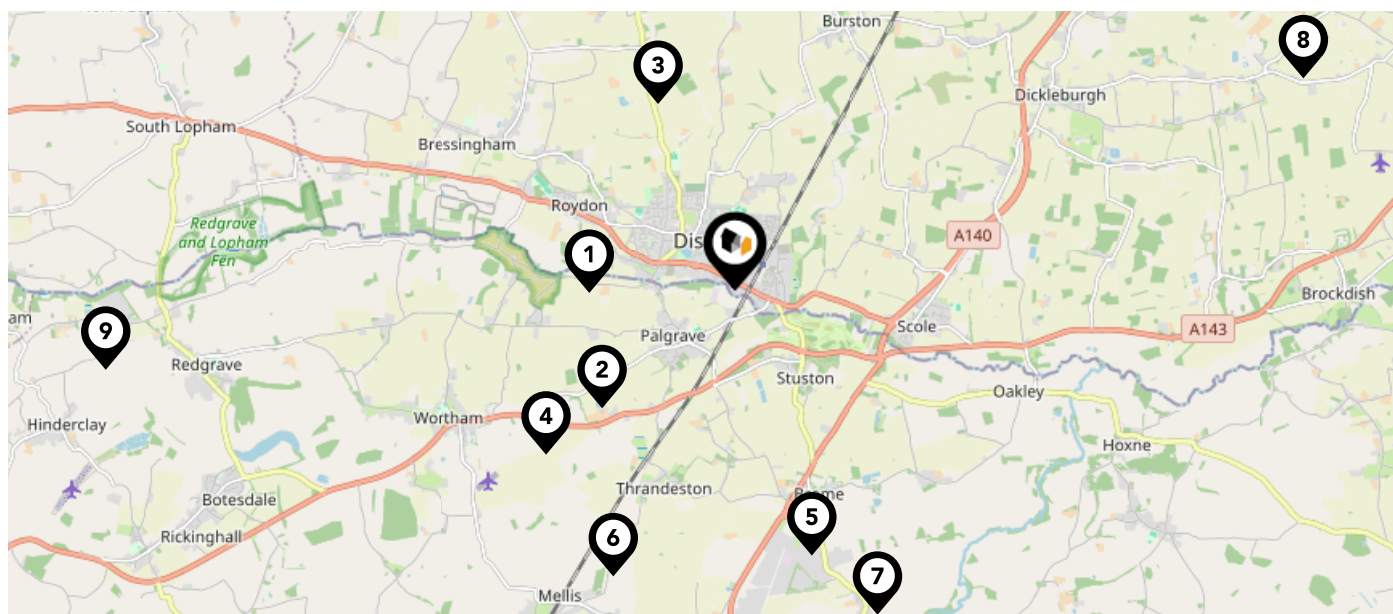 Burston
8
3
Dickleburgh
South Lopham
Bressingham
Roydon
Redgrave
and Lopham
Fen
A140
Dis
1
Brockdish
9
A143
Scole
Palgrave
Redgrave
2
Stuston
Oakley
4
Wortham
Hinderclay
Hoxne
Thrandeston
Botesdale
5
Rickinghall
6
7
Mellis